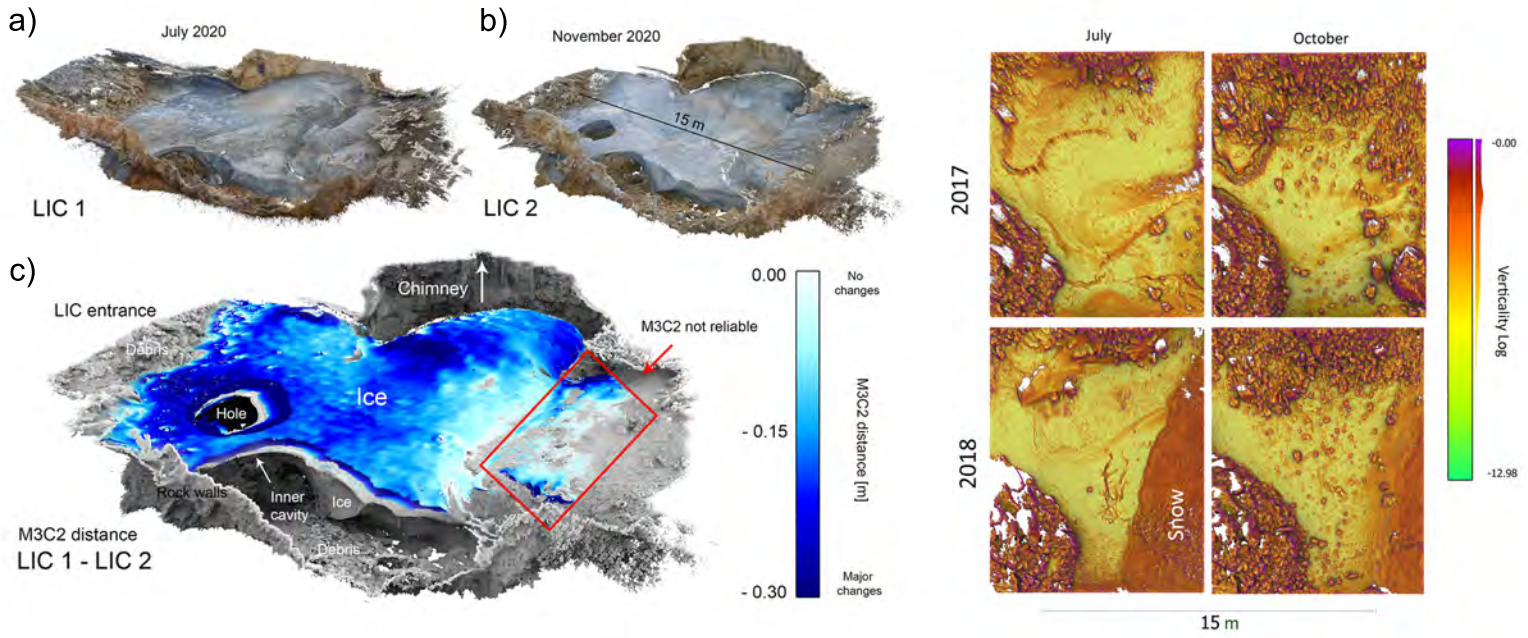 a)
July 2020
LIC 1
b)
November 2020
15 m
LIC 2
c)
LIC entrance
Debris
Chimney
M3C2 not reliable
Hole
Ice
Rock walls
Inner
cavity
Ice
Debris
M3C2 distance
LIC 1 - LIC 2
0.00
No
changes
- 0.15
M3C2 distance [m]
- 0.30
Major
changes
July
October
2017
2018
Snow
-0.00
Verticality Log
-12.98
15 m